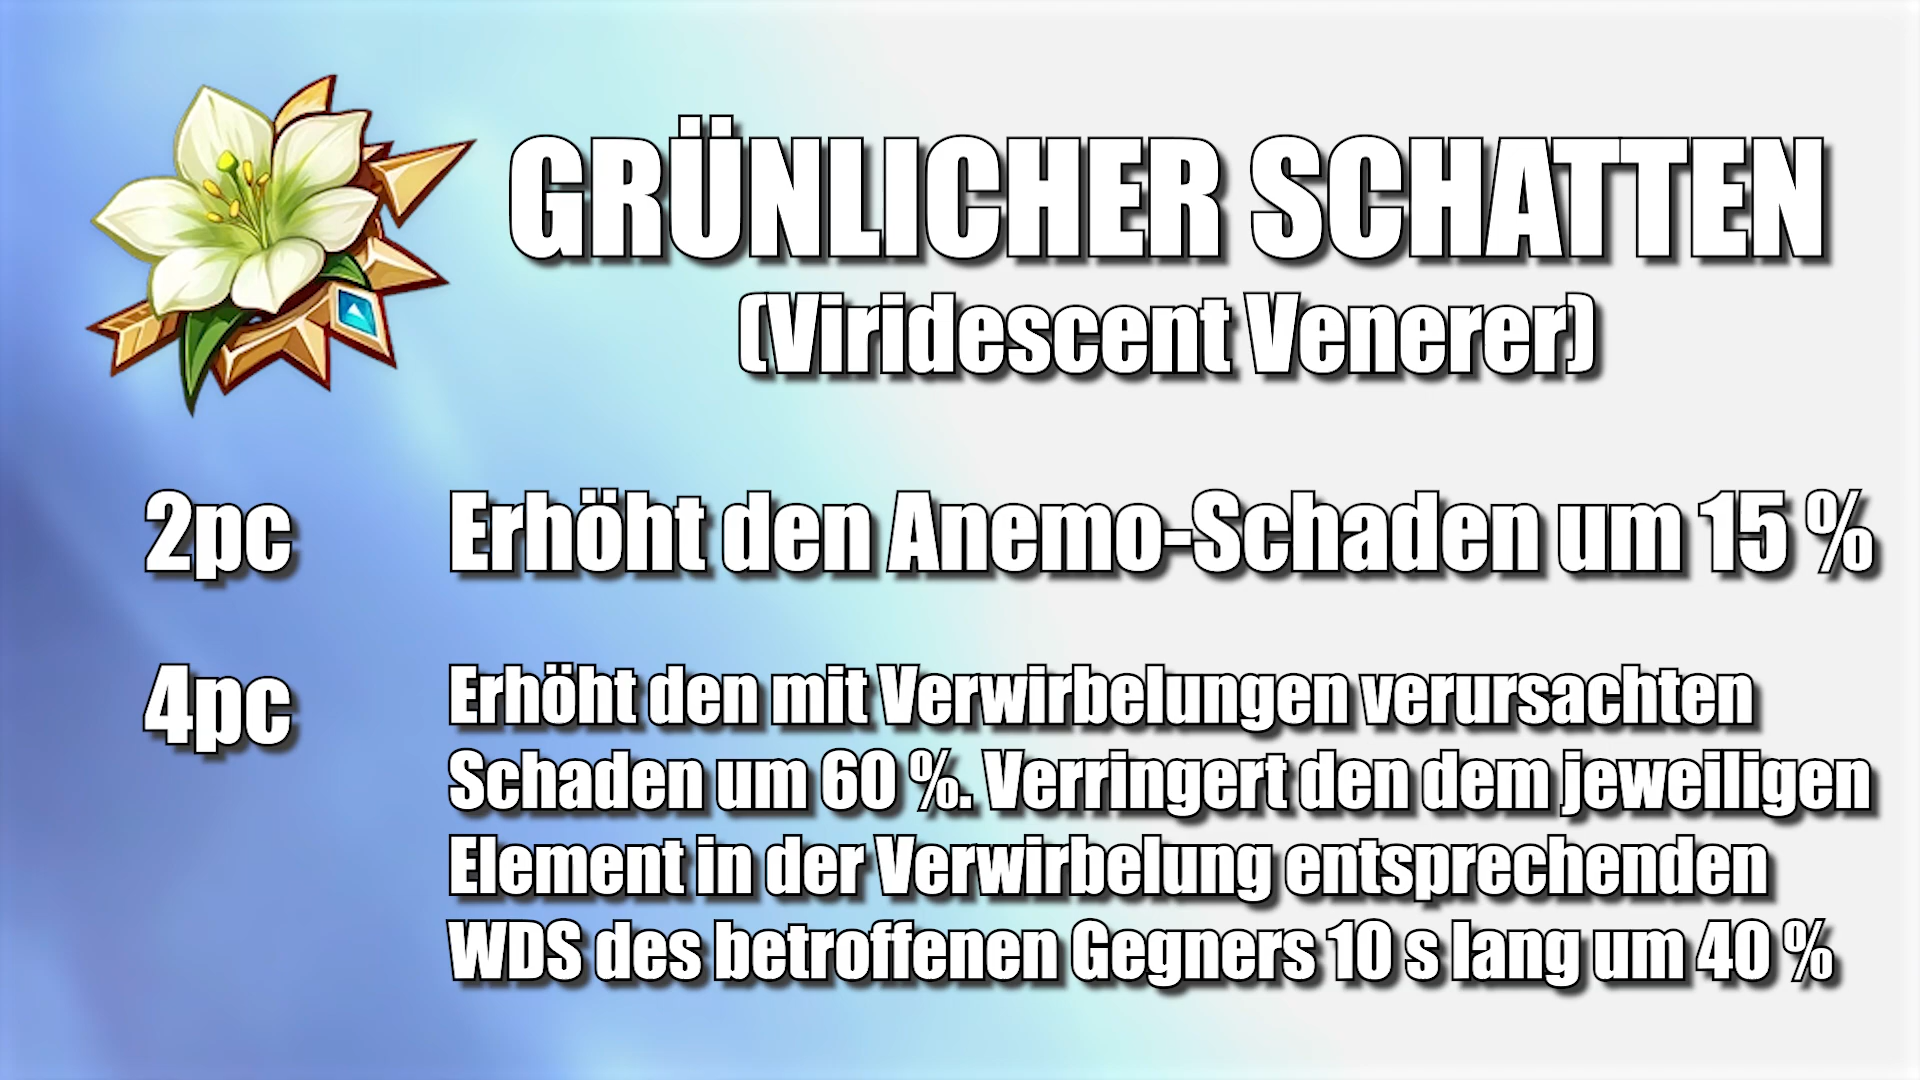 GRÜNLICHER SCHATTEN
(Viridescent Venerer)
2pc Erhöht den Anemo-Schaden um 15 %
4pc Erhöht den mit Verwirbelungen verursachten
Schaden um 60 %. Verringert den dem jeweiligen
Element in der Verwirbelung entsprechenden
WDS des betroffenen Gegners 10 s lang um 40 %